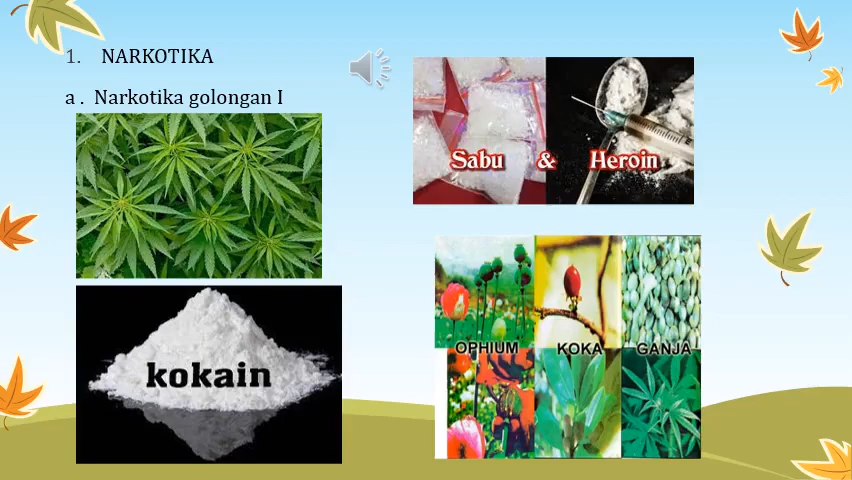 1. NARKOTIKA
a . Narkotika golongan I
Sabu & Heroin
kokain
OPHIUM KOKA GANJA